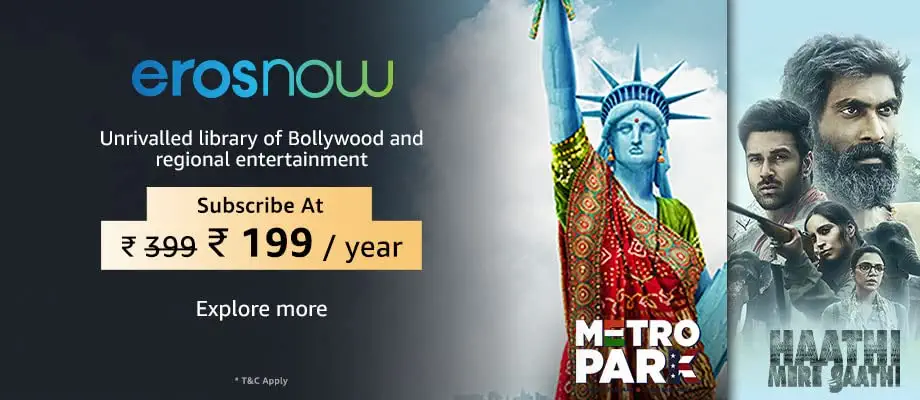 erosnow
Unrivalled library of Bollywood and
regional entertainment
Subscribe At
₹ 399 ₹ 199 / year
Explore more
* T&C Apply
METRO
PARK
HAATHI
MERE SAATHI